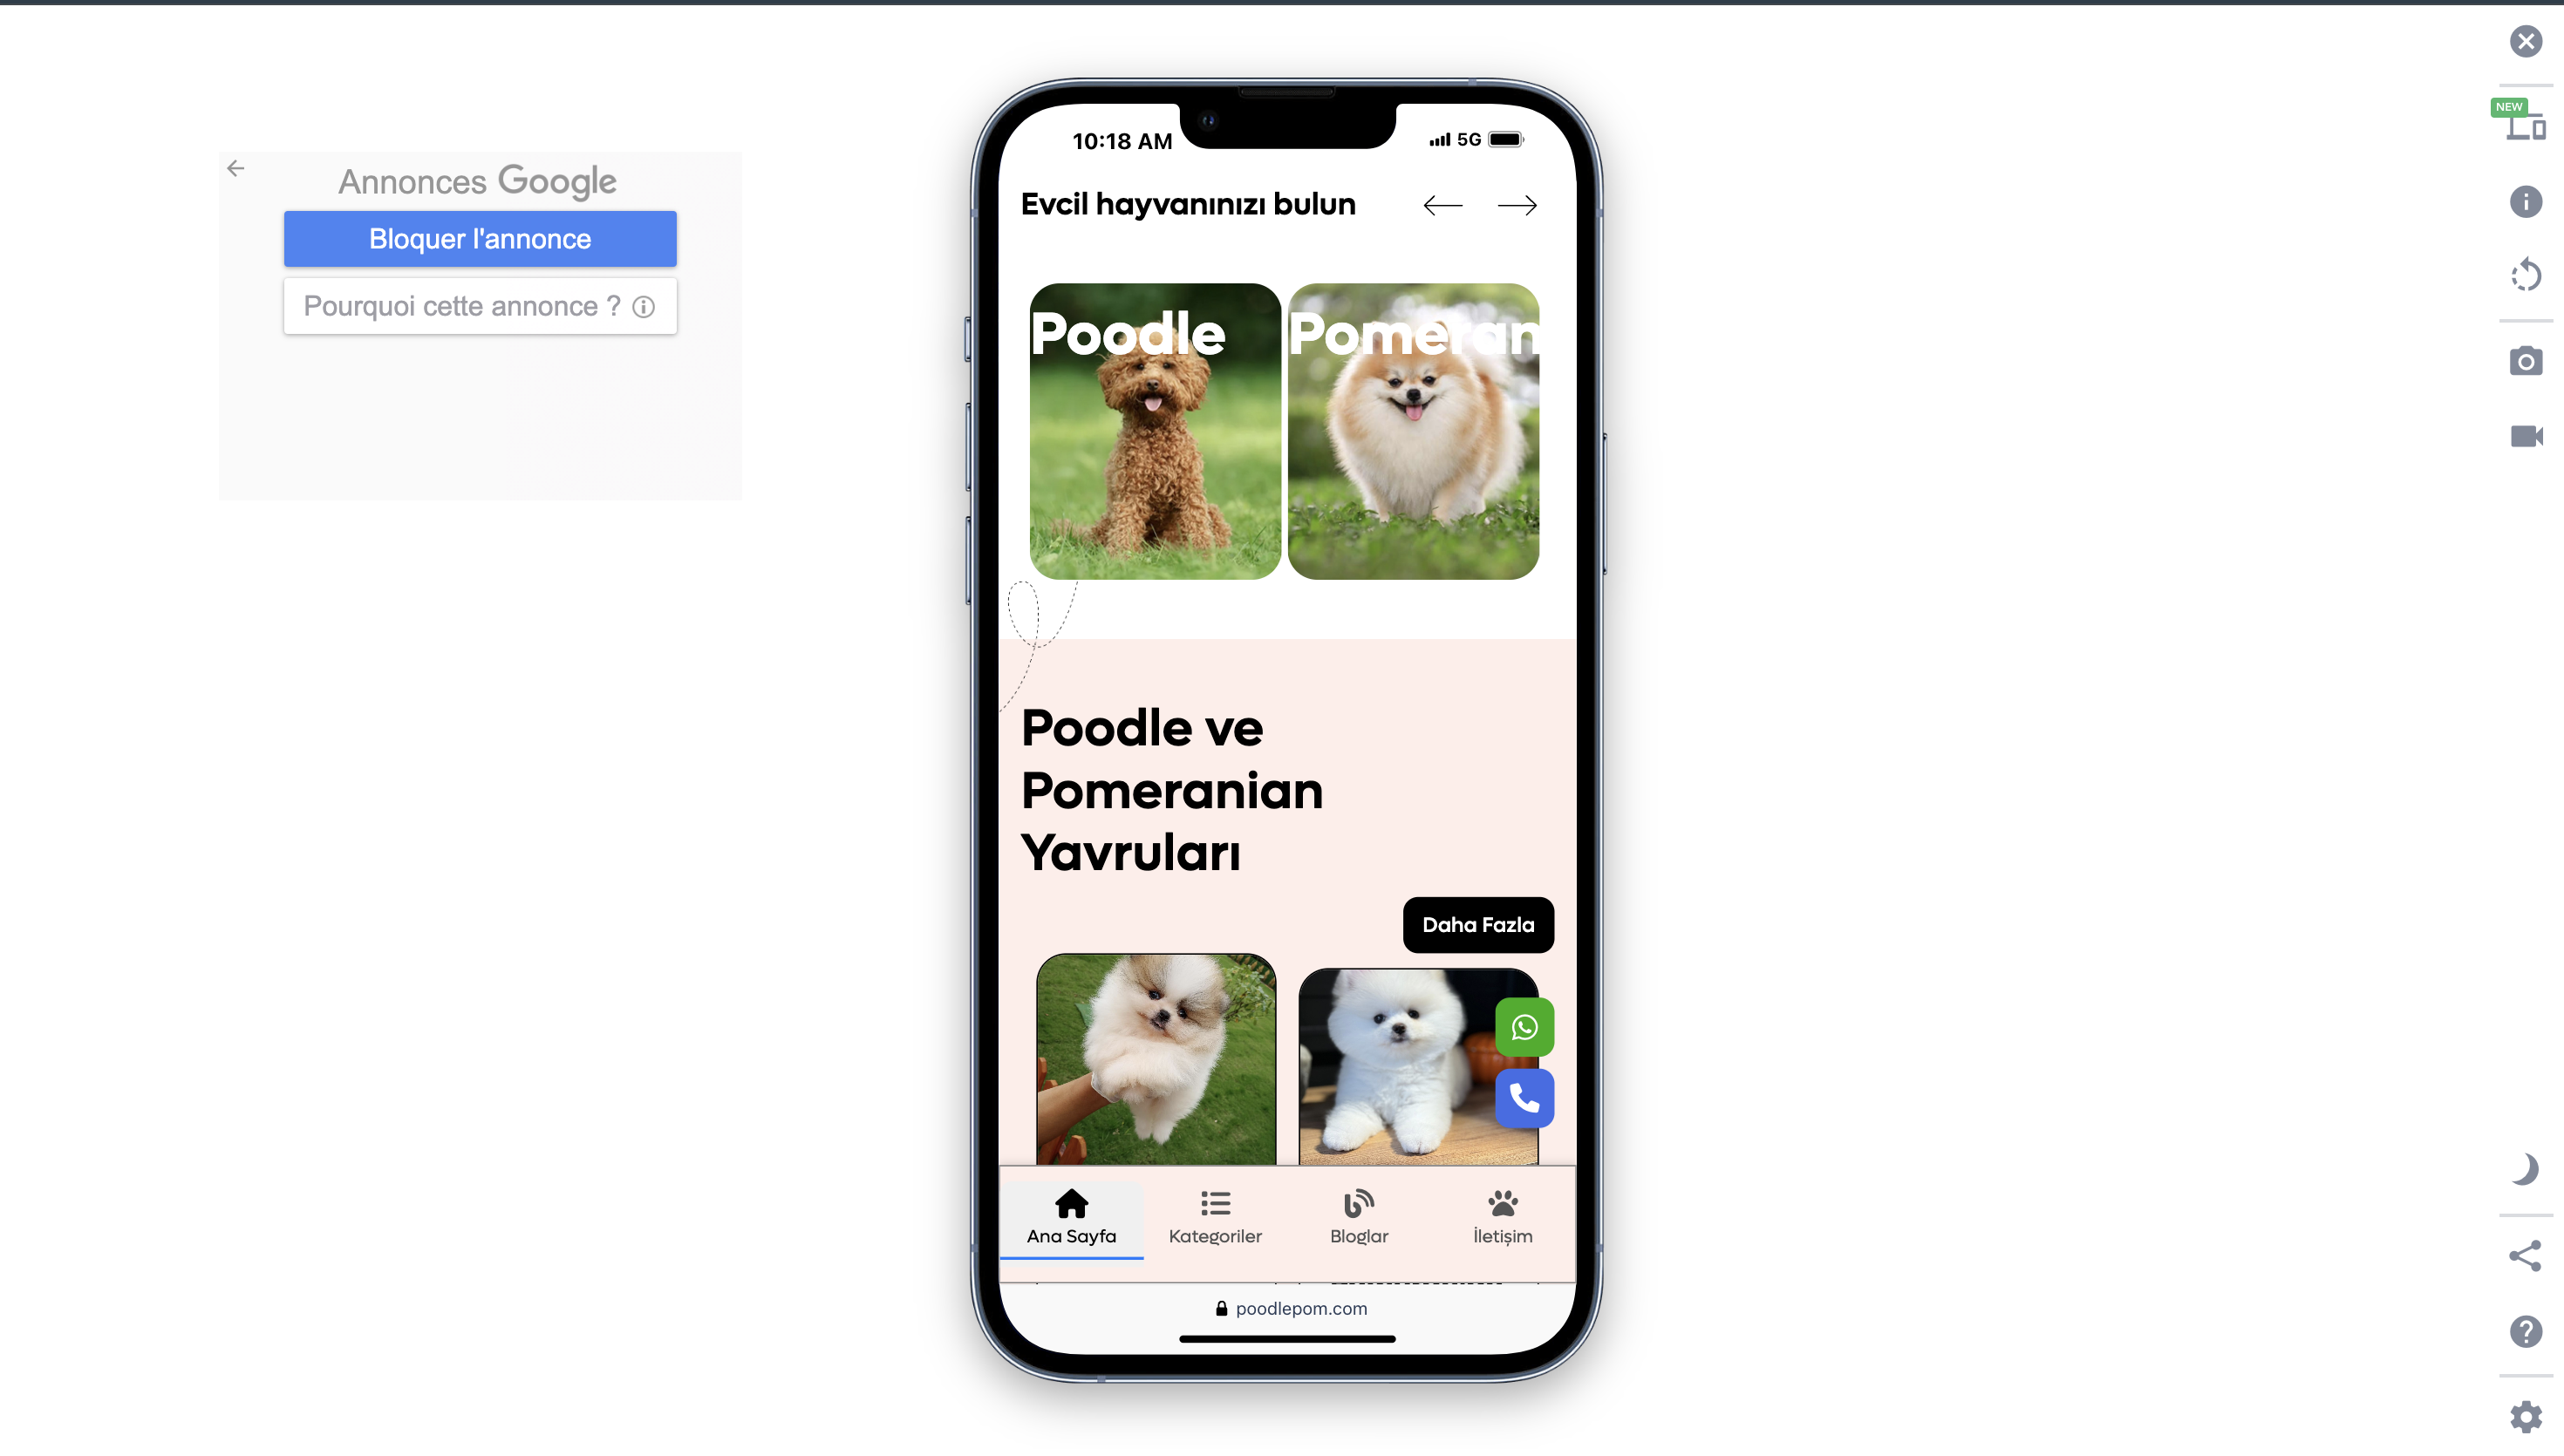 NEW
Annonces Google
Bloquer l'annonce
Pourquoi cette annonce ?
10:18 AM
5G
Evcil hayvanınızı bulun
Poodle
Pomeran
Poodle ve
Pomeranian
Yavruları
Daha Fazla
Ana Sayfa
Kategoriler
Bloglar
İletişim
poodlepom.com